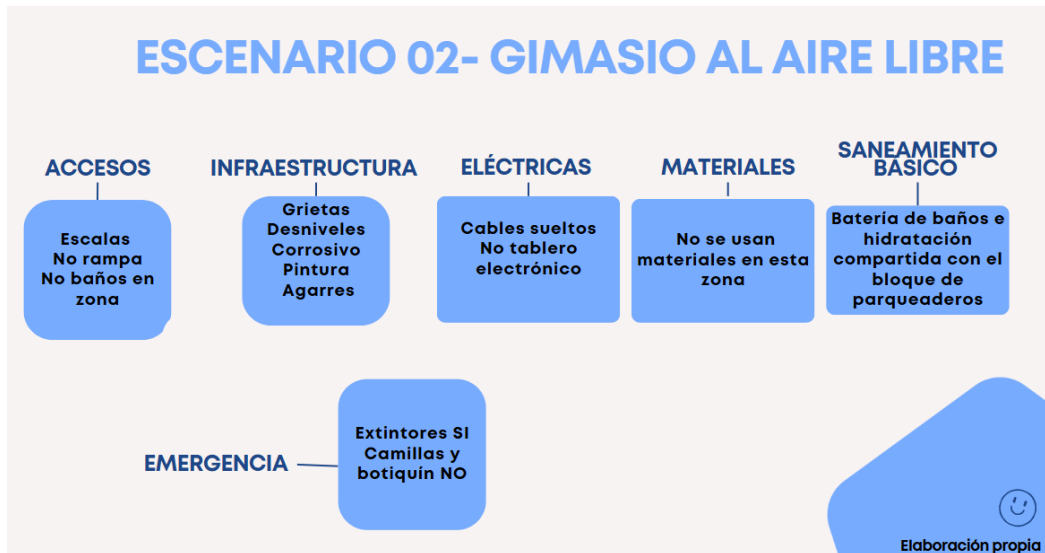 ESCENARIO 02- GIMASIO AL AIRE LIBRE
ACCESOS
Escalas
No rampa
No baños en
zona
INFRAESTRUCTURA
Grietas
Desniveles
Corrosivo
Pintura
Agarres
ELÉCTRICAS
Cables sueltos
No tablero
electrónico
MATERIALES
No se usan
materiales en esta
zona
SANEAMIENTO
BÁSICO
Batería de baños e
hidratación
compartida con el
bloque de
parqueaderos
EMERGENCIA
Extintores SI
Camillas y
botiquín NO
Elaboración propia